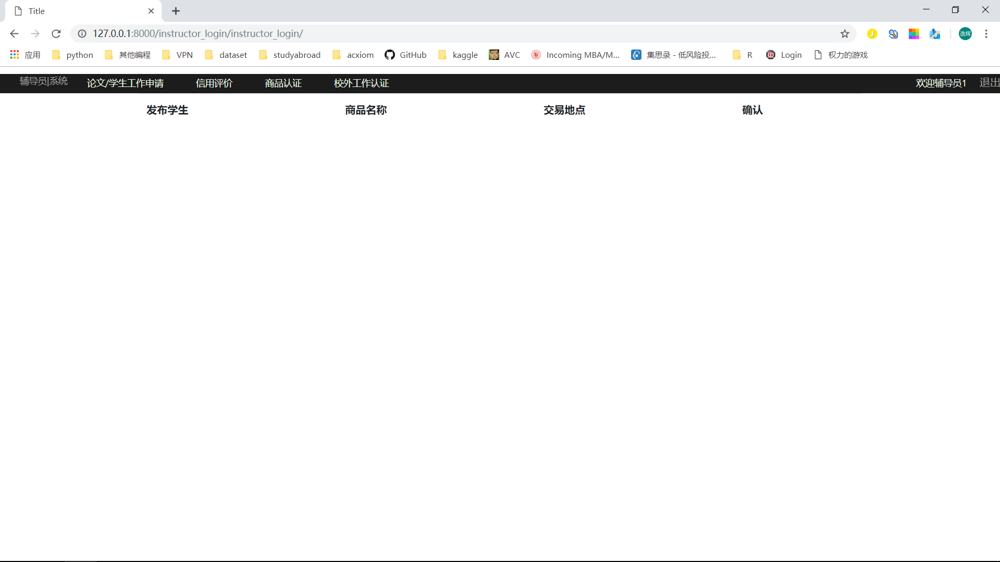 Title
127.0.0.1:8000/instructor_login/instructor_login/
J
逸辉
应用 python 其他编程 VPN dataset studyabroad acxiom GitHub kaggle AVC Incoming MBA/M... 集思录 - 低风险投... R Login 权力的游戏
辅导员|系统 论文/学生工作申请 信用评价 商品认证 校外工作认证 欢迎辅导员1 退出
发布学生 商品名称 交易地点 确认